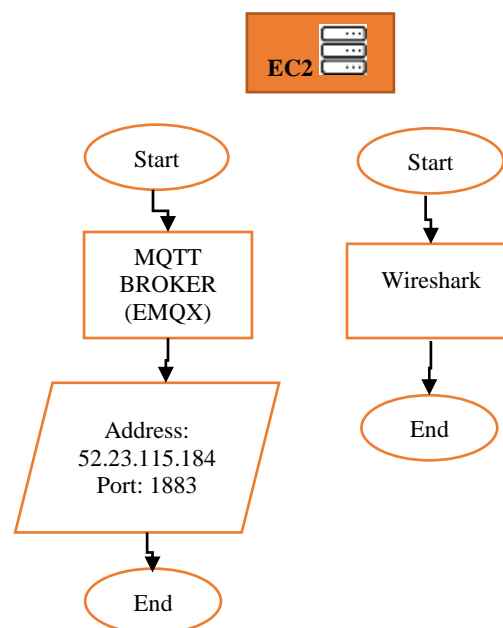 EC2
Start
MQTT
BROKER
(EMQX)
Address:
52.23.115.184
Port: 1883
End
Start
Wireshark
End